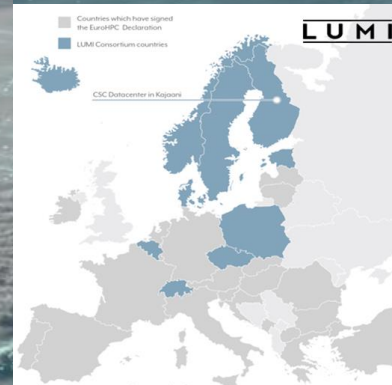 Countries which have signed
the EuroHPC Declaration
LUMI
LUMI Consortium countries
CSC Datacenter in Kajaani